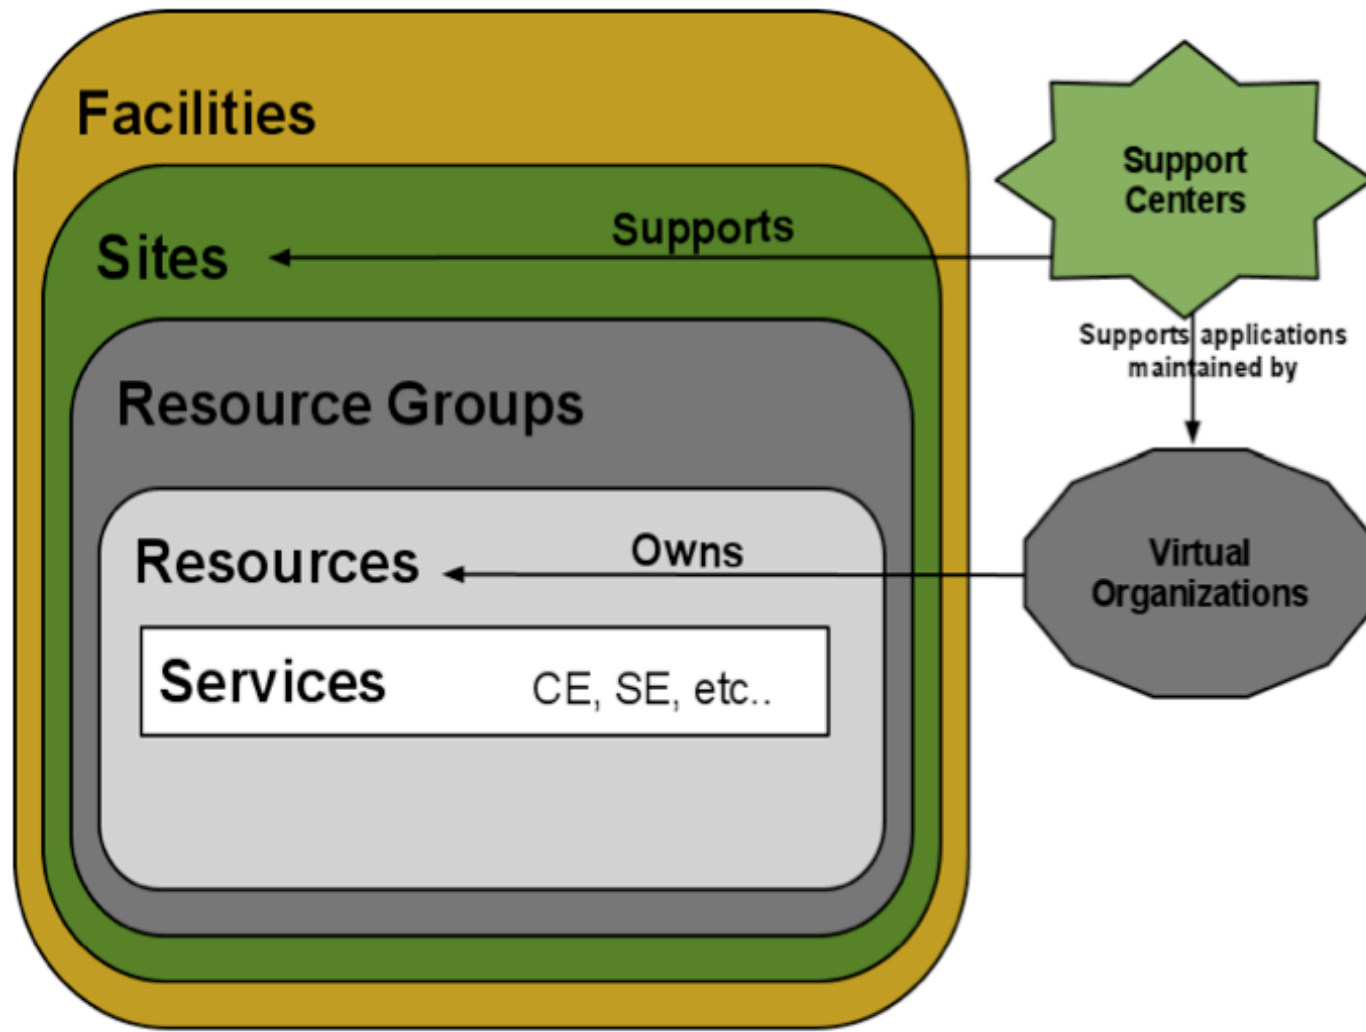 Facilities
Support
Centers
Supports
Sites
Supports applications
maintained by
Resource Groups
Owns
Resources
Virtual
Organizations
Services
CE, SE, etc..